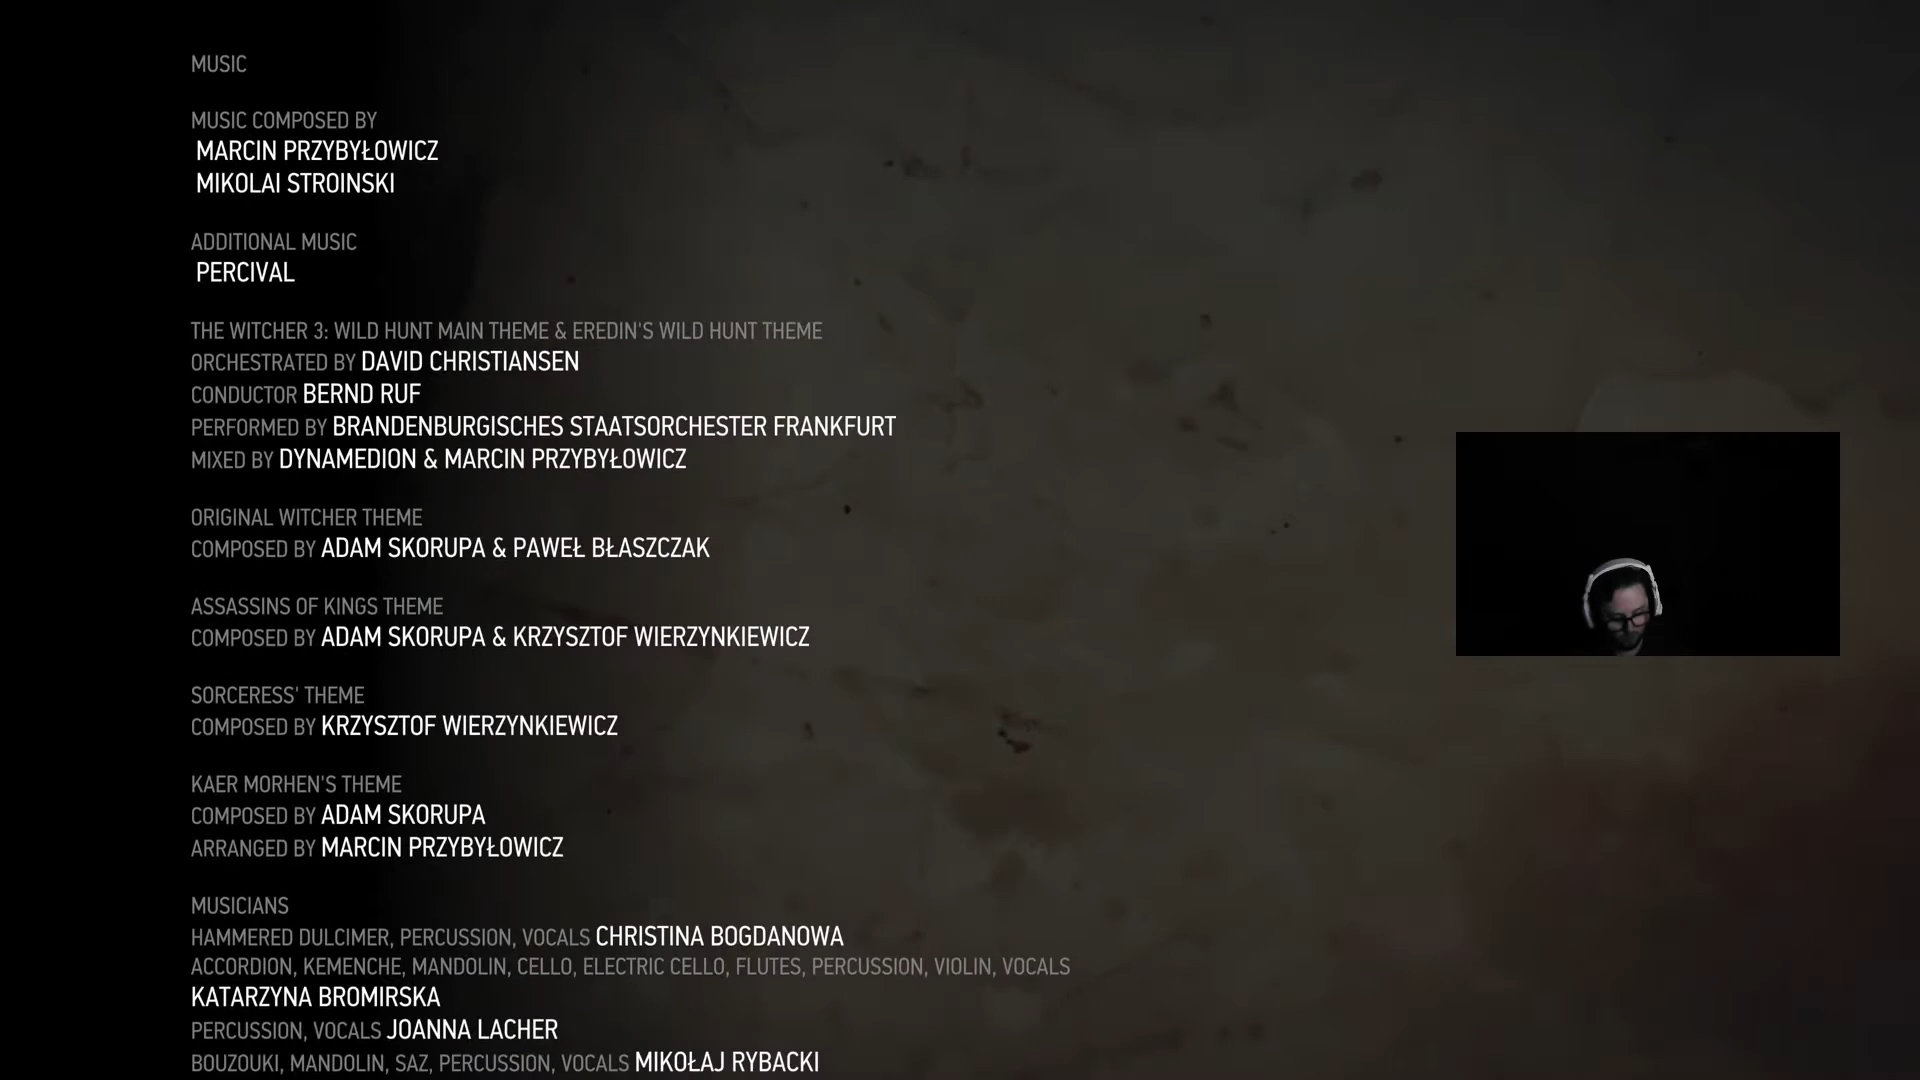 MUSIC
MUSIC COMPOSED BY
MARCIN PRZYBYŁOWICZ
MIKOLAI STROINSKI
ADDITIONAL MUSIC
PERCIVAL
THE WITCHER 3: WILD HUNT MAIN THEME & EREDIN'S WILD HUNT THEME
ORCHESTRATED BY DAVID CHRISTIANSEN
CONDUCTOR BERND RUF
PERFORMED BY BRANDENBURGISCHES STAATSORCHESTER FRANKFURT
MIXED BY DYNAMEDION & MARCIN PRZYBYŁOWICZ
ORIGINAL WITCHER THEME
COMPOSED BY ADAM SKORUPA & PAWEŁ BŁASZCZAK
ASSASSINS OF KINGS THEME
COMPOSED BY ADAM SKORUPA & KRZYSZTOF WIERZYNKIEWICZ
SORCERESS' THEME
COMPOSED BY KRZYSZTOF WIERZYNKIEWICZ
KAER MORHEN'S THEME
COMPOSED BY ADAM SKORUPA
ARRANGED BY MARCIN PRZYBYŁOWICZ
MUSICIANS
HAMMERED DULCIMER, PERCUSSION, VOCALS CHRISTINA BOGDANOWA
ACCORDION, KEMENCHE, MANDOLIN, CELLO, ELECTRIC CELLO, FLUTES, PERCUSSION, VIOLIN, VOCALS
KATARZYNA BROMIRSKA
PERCUSSION, VOCALS JOANNA LACHER
BOUZOUKI, MANDOLIN, SAZ, PERCUSSION, VOCALS MIKOŁAJ RYBACKI